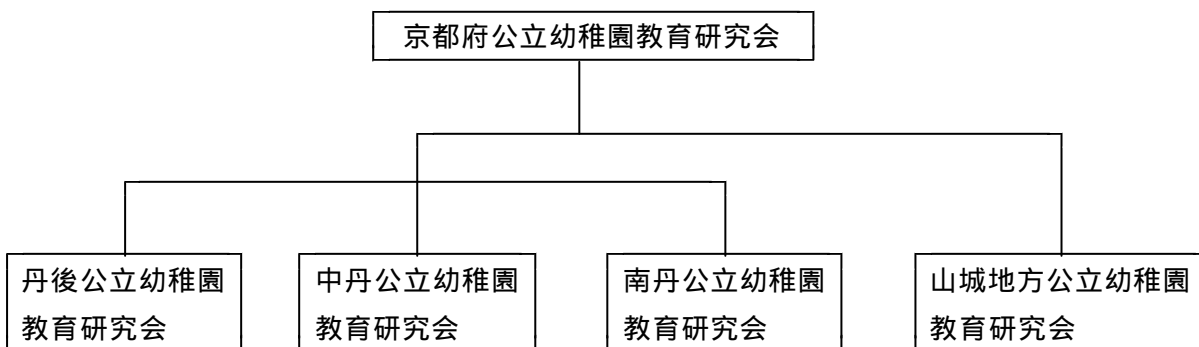 京都府公立幼稚園教育研究会
丹後公立幼稚園
教育研究会
中丹公立幼稚園
教育研究会
南丹公立幼稚園
教育研究会
山城地方公立幼稚園
教育研究会